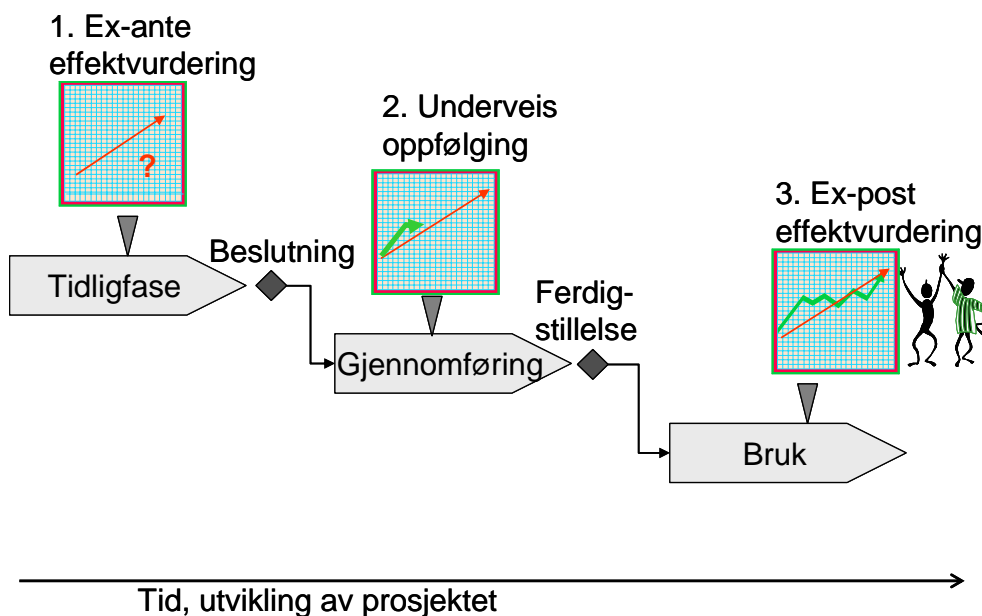 1. Ex-ante
effektvurdering
?
2. Underveis
oppfølging
3. Ex-post
effektvurdering
Tidligfase
Beslutning
Gjennomføring
Ferdig-
stillelse
Bruk
Tid, utvikling av prosjektet